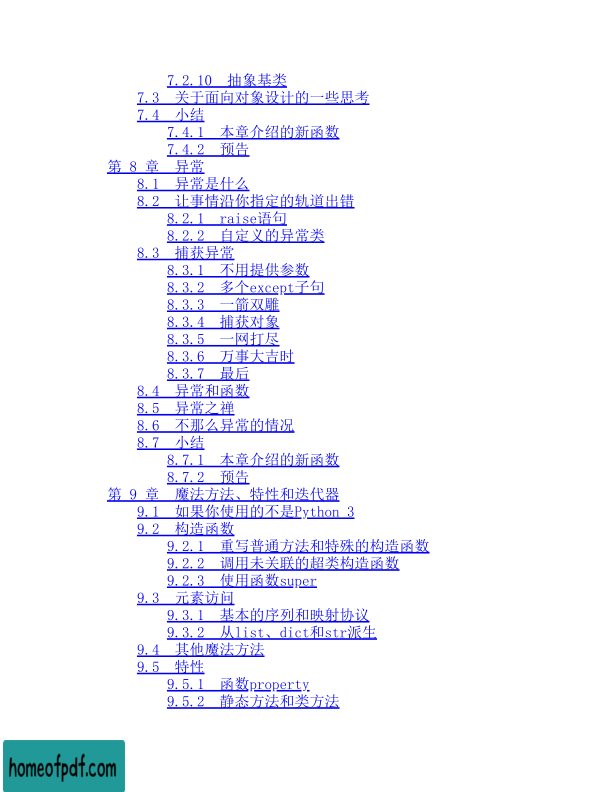 7.2.10 抽象基类
7.3 关于面向对象设计的一些思考
7.4 小结
7.4.1 本章介绍的新函数
7.4.2 预告
第 8 章 异常
8.1 异常是什么
8.2 让事情沿你指定的轨道出错
8.2.1 raise语句
8.2.2 自定义的异常类
8.3 捕获异常
8.3.1 不用提供参数
8.3.2 多个except子句
8.3.3 一箭双雕
8.3.4 捕获对象
8.3.5 一网打尽
8.3.6 万事大吉时
8.3.7 最后
8.4 异常和函数
8.5 异常之禅
8.6 不那么异常的情况
8.7 小结
8.7.1 本章介绍的新函数
8.7.2 预告
第 9 章 魔法方法、特性和迭代器
9.1 如果你使用的不是Python 3
9.2 构造函数
9.2.1 重写普通方法和特殊的构造函数
9.2.2 调用未关联的超类构造函数
9.2.3 使用函数super
9.3 元素访问
9.3.1 基本的序列和映射协议
9.3.2 从list、dict和str派生
9.4 其他魔法方法
9.5 特性
9.5.1 函数property
9.5.2 静态方法和类方法
homeofpdf.com